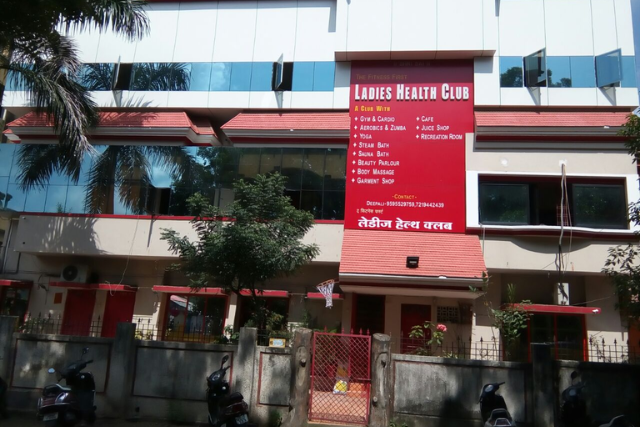 Ladies Health Club
A Club With
♦ Gym & Cardio
♦ Aerobics & Zumba
♦ Yoga
♦ Steam Bath
♦ Sauna Bath
♦ Beauty Parlour
♦ Body Massage
♦ Garment Shop
♦ Cafe
♦ Juice Shop
♦ Recreation Room
- Contact -
लेडीज हेल्थ क्लब